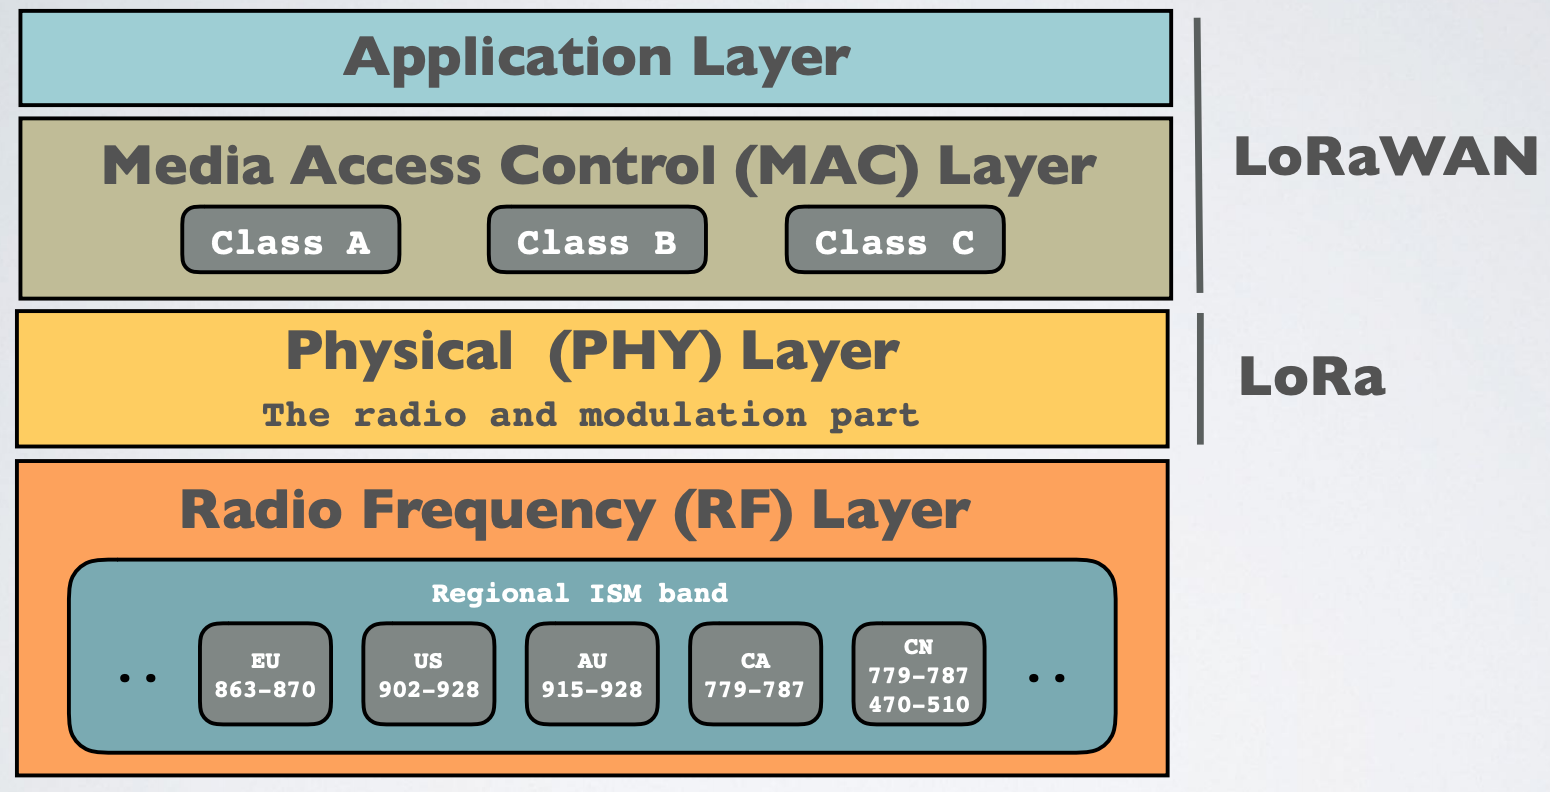 Application Layer
Media Access Control (MAC) Layer
Class A
Class B
Class C
LoRaWAN
Physical (PHY) Layer
The radio and modulation part
LoRa
Radio Frequency (RF) Layer
Regional ISM band
..
EU
863-870
US
902-928
AU
915-928
CA
779-787
CN
779-787
470-510
..